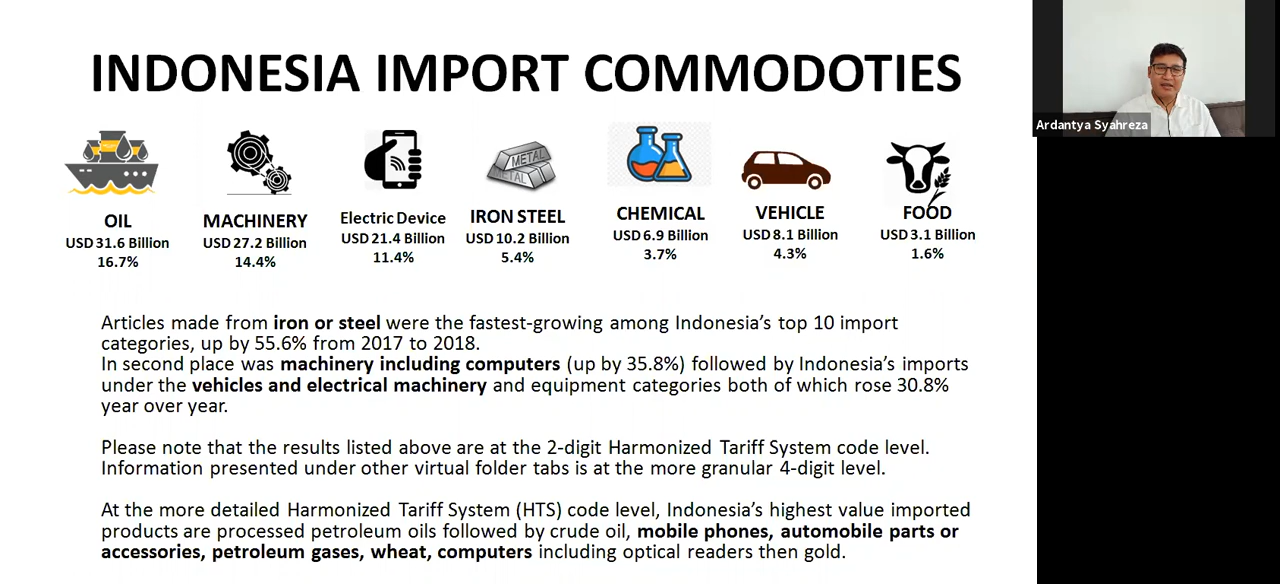 INDONESIA IMPORT COMMODOTIES
Ardantya Syahreza
METAL
METAL
OIL
USD 31.6 Billion
16.7%
MACHINERY
USD 27.2 Billion
14.4%
Electric Device
USD 21.4 Billion
11.4%
IRON STEEL
USD 10.2 Billion
5.4%
CHEMICAL
USD 6.9 Billion
3.7%
VEHICLE
USD 8.1 Billion
4.3%
FOOD
USD 3.1 Billion
1.6%
Articles made from iron or steel were the fastest-growing among Indonesia’s top 10 import
categories, up by 55.6% from 2017 to 2018.
In second place was machinery including computers (up by 35.8%) followed by Indonesia’s imports
under the vehicles and electrical machinery and equipment categories both of which rose 30.8%
year over year.
Please note that the results listed above are at the 2-digit Harmonized Tariff System code level.
Information presented under other virtual folder tabs is at the more granular 4-digit level.
At the more detailed Harmonized Tariff System (HTS) code level, Indonesia’s highest value imported
products are processed petroleum oils followed by crude oil, mobile phones, automobile parts or
accessories, petroleum gases, wheat, computers including optical readers then gold.